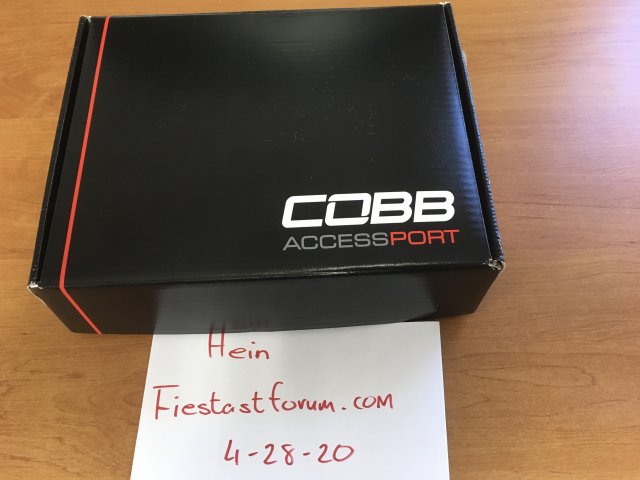 COBB
ACCESSPORT
Hein
Fiestastforum.com
4-28-20